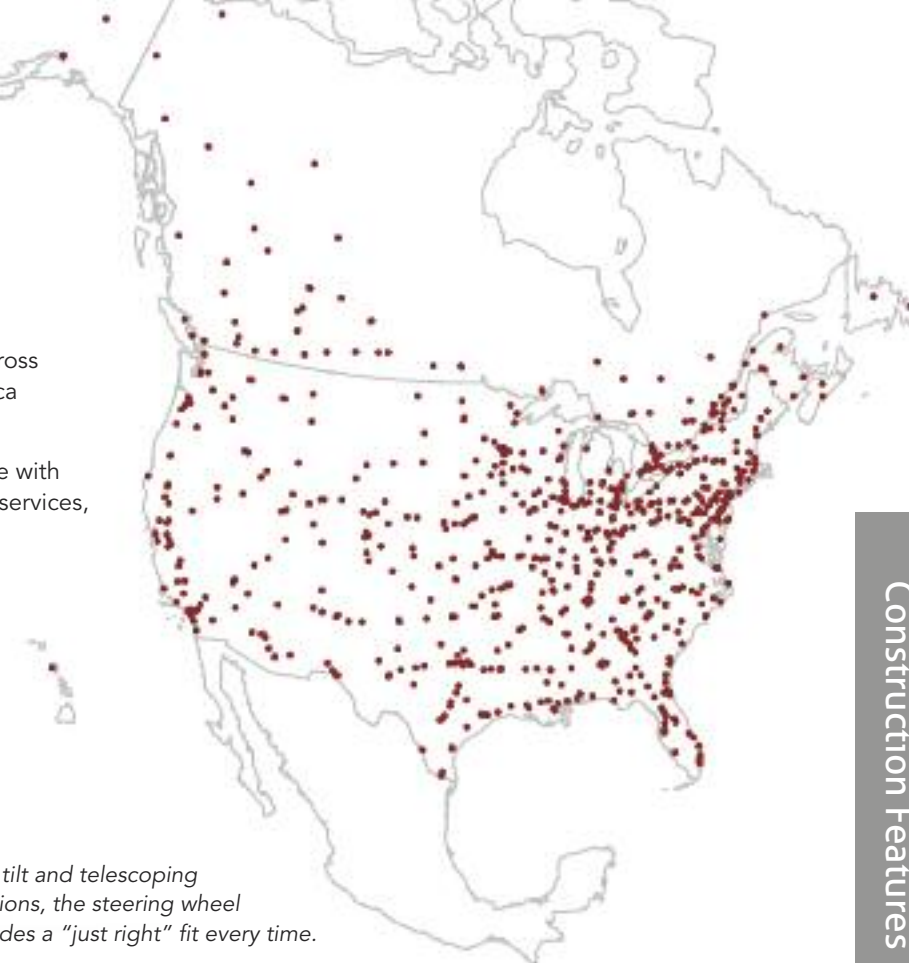 ross
ca
e with
services,
tilt and telescoping
ions, the steering wheel
des a “just right” fit every time.
Construction Features